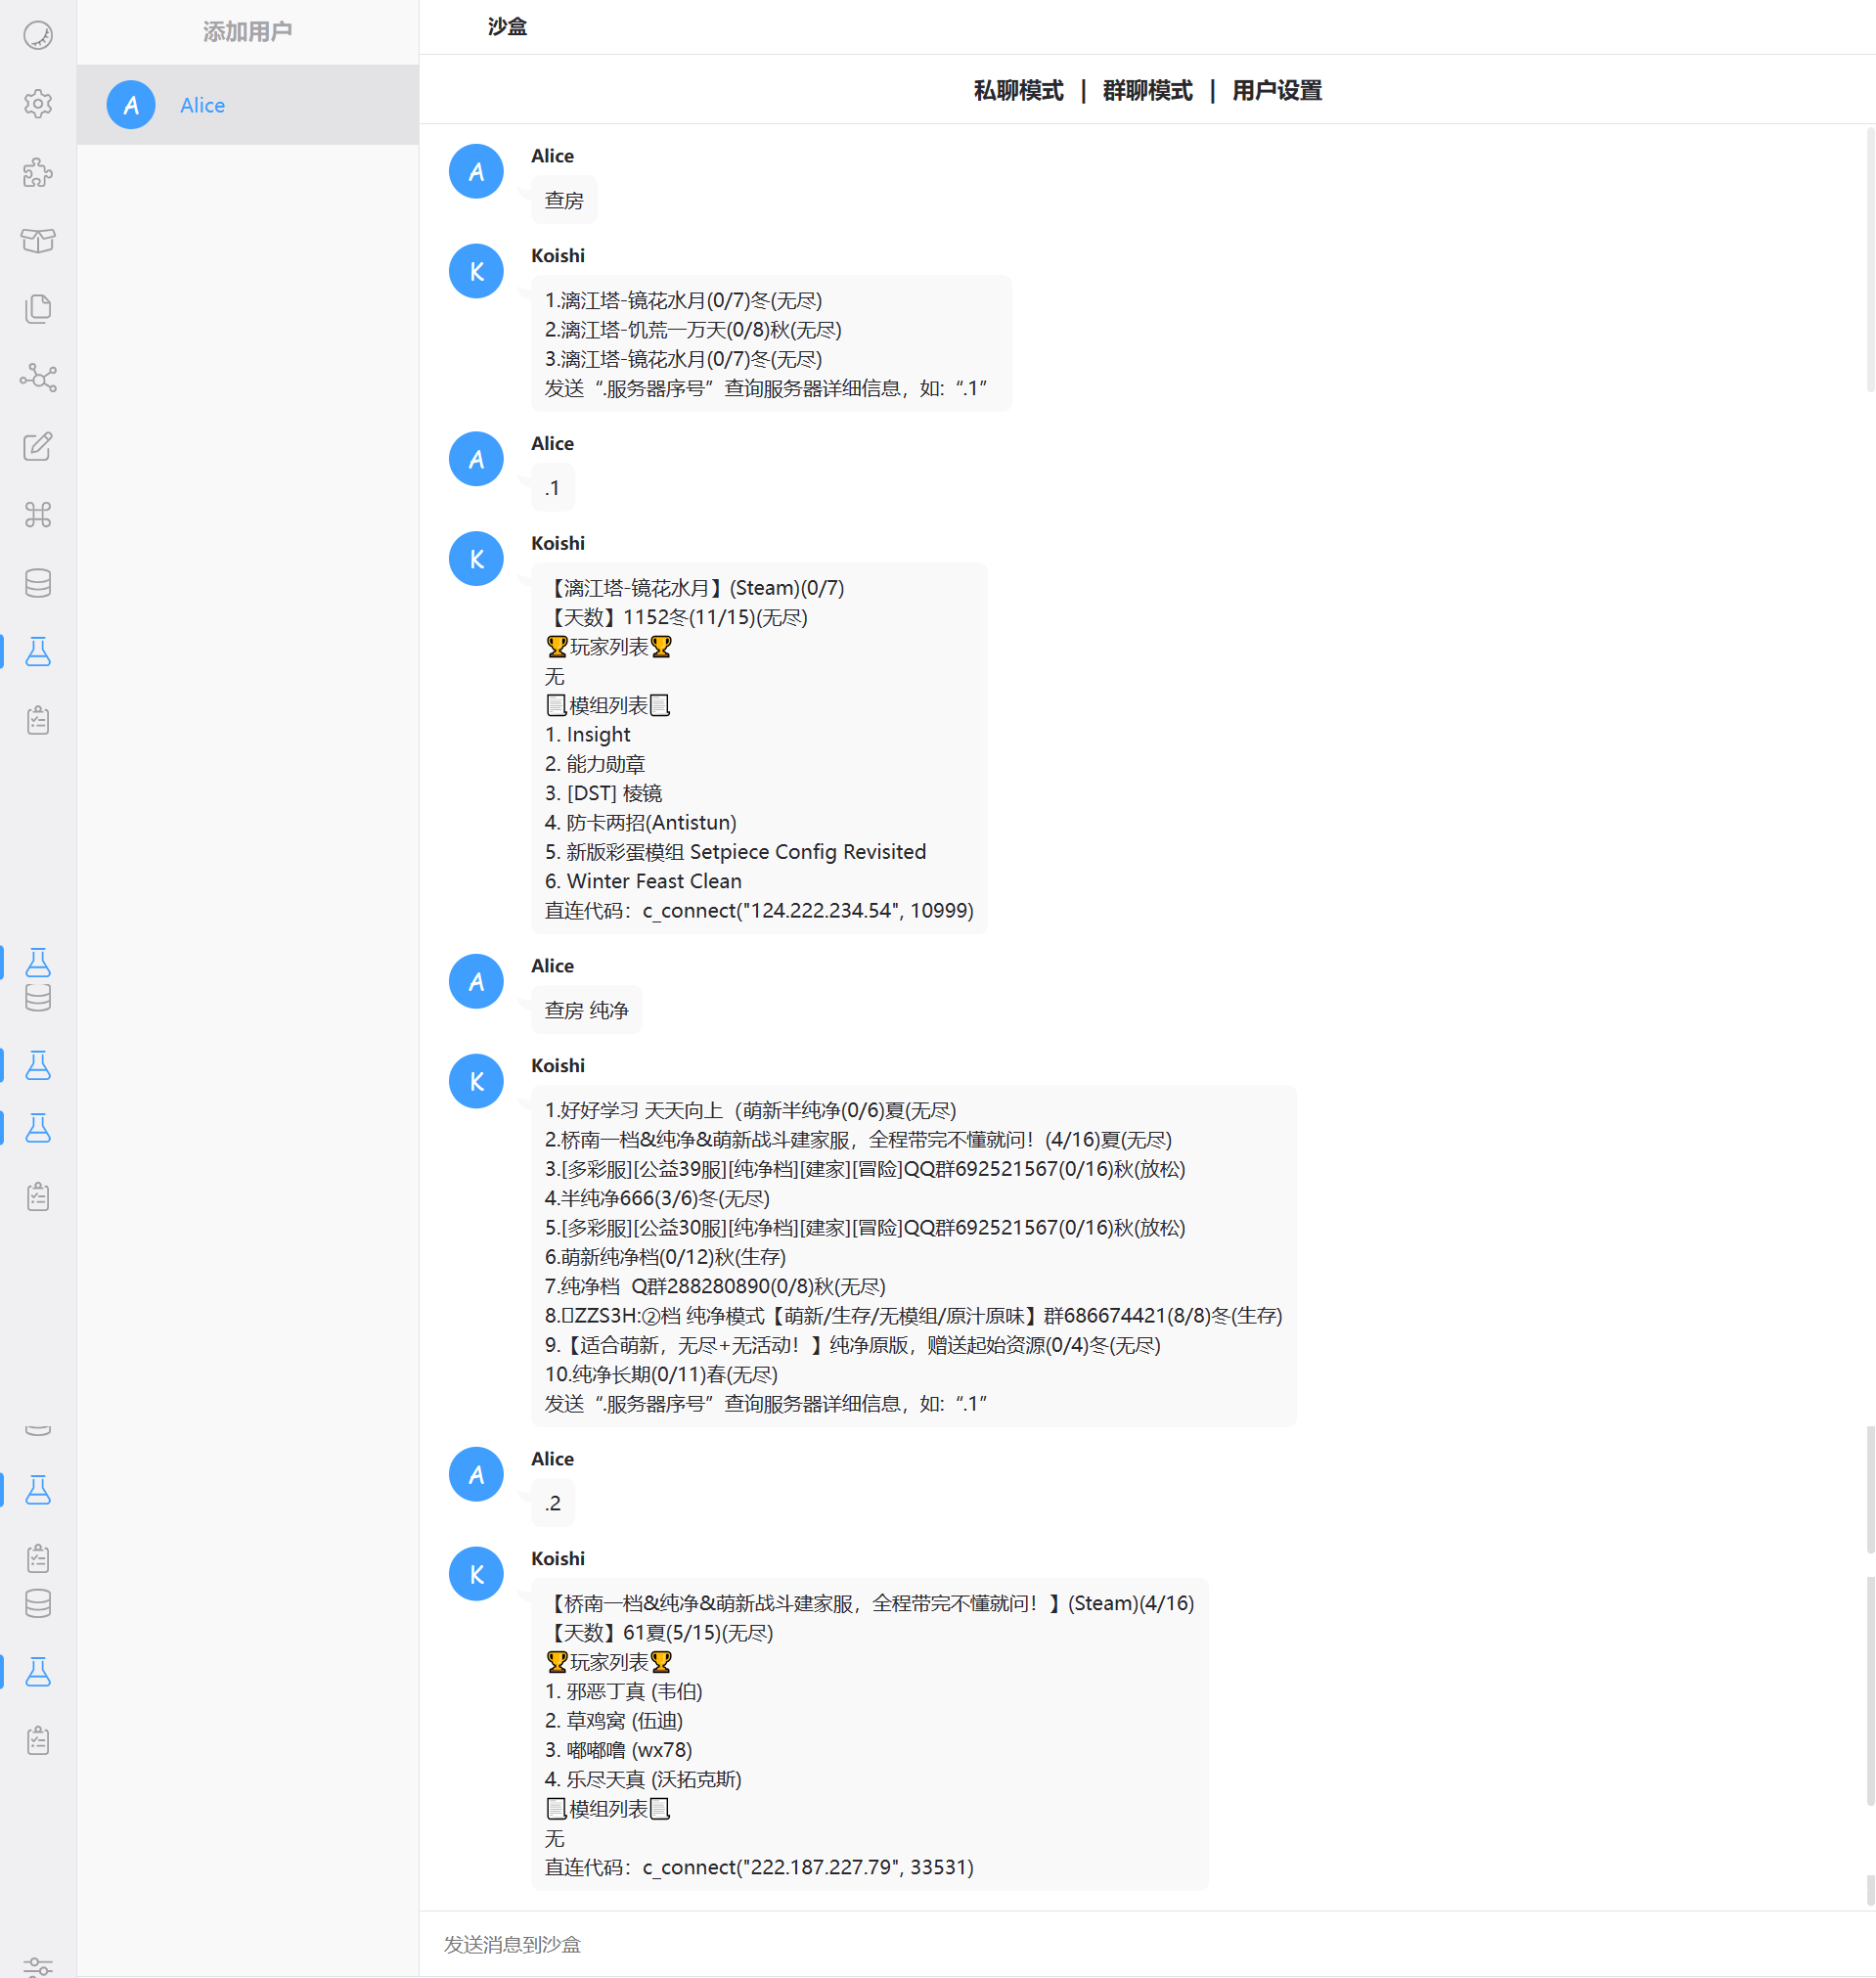 添加用户
A Alice
沙盒
私聊模式 | 群聊模式 | 用户设置
A
Alice
查房
K
Koishi
1.漓江塔-镜花水月(0/7)冬(无尽)
2.漓江塔-饥荒一万天(0/8)秋(无尽)
3.漓江塔-镜花水月(0/7)冬(无尽)
发送“.服务器序号”查询服务器详细信息，如：“.1”
A
Alice
.1
K
Koishi
【漓江塔-镜花水月】(Steam)(0/7)
【天数】1152冬(11/15)(无尽)
🏆玩家列表🏆
无
📃模组列表📃
1. Insight
2. 能力勋章
3. [DST] 棱镜
4. 防卡两招(Antistun)
5. 新版彩蛋模组 Setpiece Config Revisited
6. Winter Feast Clean
直连代码：c_connect("124.222.234.54", 10999)
A
Alice
查房 纯净
K
Koishi
1.好好学习 天天向上（萌新半纯净(0/6)夏(无尽)
2.桥南一档&纯净&萌新战斗建家服，全程带完不懂就问！(4/16)夏(无尽)
3.[多彩服][公益39服][纯净档][建家][冒险]QQ群692521567(0/16)秋(放松)
4.半纯净666(3/6)冬(无尽)
5.[多彩服][公益30服][纯净档][建家][冒险]QQ群692521567(0/16)秋(放松)
6.萌新纯净档(0/12)秋(生存)
7.纯净档  Q群288280890(0/8)秋(无尽)
8.▯ZZS3H:②档 纯净模式【萌新/生存/无模组/原汁原味】群686674421(8/8)冬(生存)
9.【适合萌新，无尽+无活动！】纯净原版，赠送起始资源(0/4)冬(无尽)
10.纯净长期(0/11)春(无尽)
发送“.服务器序号”查询服务器详细信息，如：“.1”
A
Alice
.2
K
Koishi
【桥南一档&纯净&萌新战斗建家服，全程带完不懂就问！】(Steam)(4/16)
【天数】61夏(5/15)(无尽)
🏆玩家列表🏆
1. 邪恶丁真 (韦伯)
2. 草鸡窝 (伍迪)
3. 嘟嘟噜 (wx78)
4. 乐尽天真 (沃拓克斯)
📃模组列表📃
无
直连代码：c_connect("222.187.227.79", 33531)
发送消息到沙盒